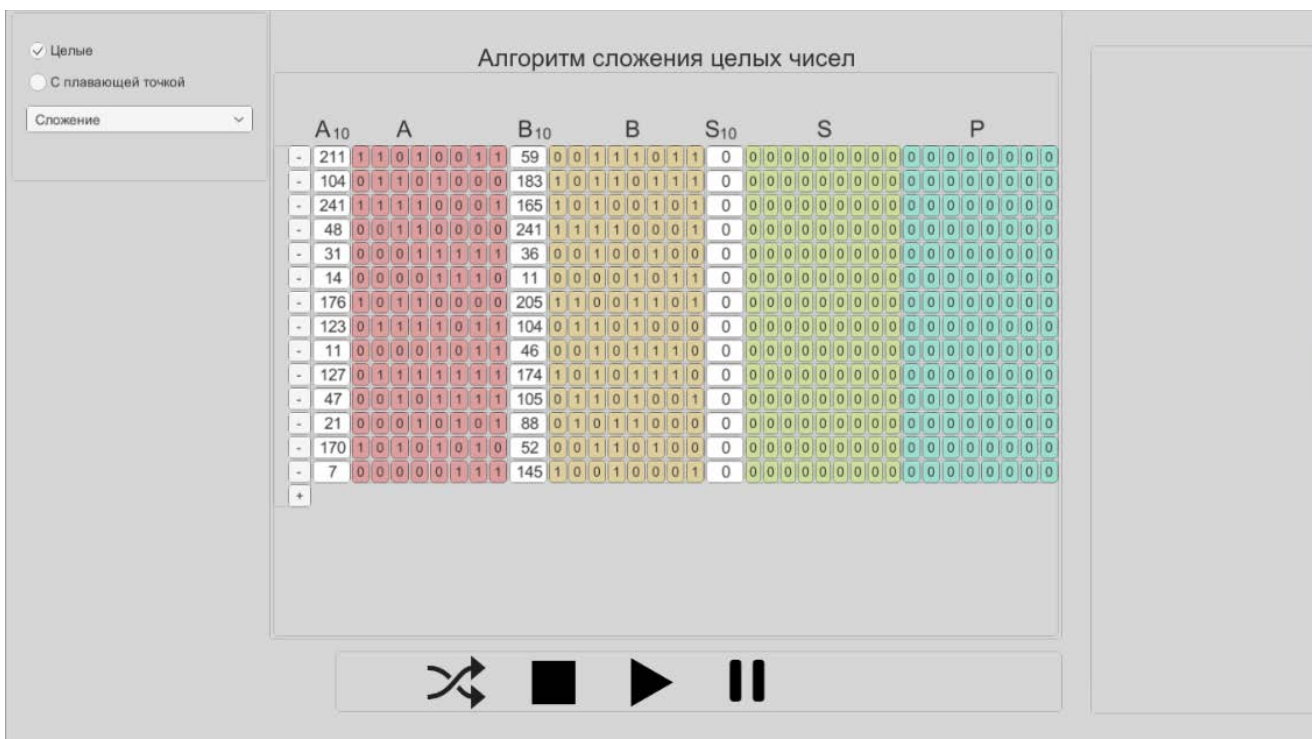 Целые
С плавающей точкой
Сложение
Алгоритм сложения целых чисел
A10 A B10 B S10 S P
- 211 1 1 0 1 0 0 1 1 59 0 0 1 1 1 0 1 1 0 0 0 0 0 0 0 0 0 0 0 0 0 0 0 0 0 0
- 104 0 1 1 0 1 0 0 0 183 1 0 1 1 0 1 1 1 0 0 0 0 0 0 0 0 0 0 0 0 0 0 0 0 0 0
- 241 1 1 1 1 0 0 0 1 165 1 0 1 0 0 1 0 1 0 0 0 0 0 0 0 0 0 0 0 0 0 0 0 0 0 0
- 48 0 0 1 1 0 0 0 0 241 1 1 1 1 0 0 0 1 0 0 0 0 0 0 0 0 0 0 0 0 0 0 0 0 0 0
- 31 0 0 0 1 1 1 1 1 36 0 0 1 0 0 1 0 0 0 0 0 0 0 0 0 0 0 0 0 0 0 0 0 0 0 0
- 14 0 0 0 0 1 1 1 0 11 0 0 0 0 1 0 1 1 0 0 0 0 0 0 0 0 0 0 0 0 0 0 0 0 0 0
- 176 1 0 1 1 0 0 0 0 205 1 1 0 0 1 1 0 1 0 0 0 0 0 0 0 0 0 0 0 0 0 0 0 0 0 0
- 123 0 1 1 1 1 0 1 1 104 0 1 1 0 1 0 0 0 0 0 0 0 0 0 0 0 0 0 0 0 0 0 0 0 0 0
- 11 0 0 0 0 1 0 1 1 46 0 0 1 0 1 1 1 0 0 0 0 0 0 0 0 0 0 0 0 0 0 0 0 0 0 0
- 127 0 1 1 1 1 1 1 1 174 1 0 1 0 1 1 1 0 0 0 0 0 0 0 0 0 0 0 0 0 0 0 0 0 0 0
- 47 0 0 1 0 1 1 1 1 105 0 1 1 0 1 0 0 1 0 0 0 0 0 0 0 0 0 0 0 0 0 0 0 0 0 0
- 21 0 0 0 1 0 1 0 1 88 0 1 0 1 1 0 0 0 0 0 0 0 0 0 0 0 0 0 0 0 0 0 0 0 0 0
- 170 1 0 1 0 1 0 1 0 52 0 0 1 1 0 1 0 0 0 0 0 0 0 0 0 0 0 0 0 0 0 0 0 0 0 0
- 7 0 0 0 0 0 1 1 1 145 1 0 0 1 0 0 0 1 0 0 0 0 0 0 0 0 0 0 0 0 0 0 0 0 0 0
+